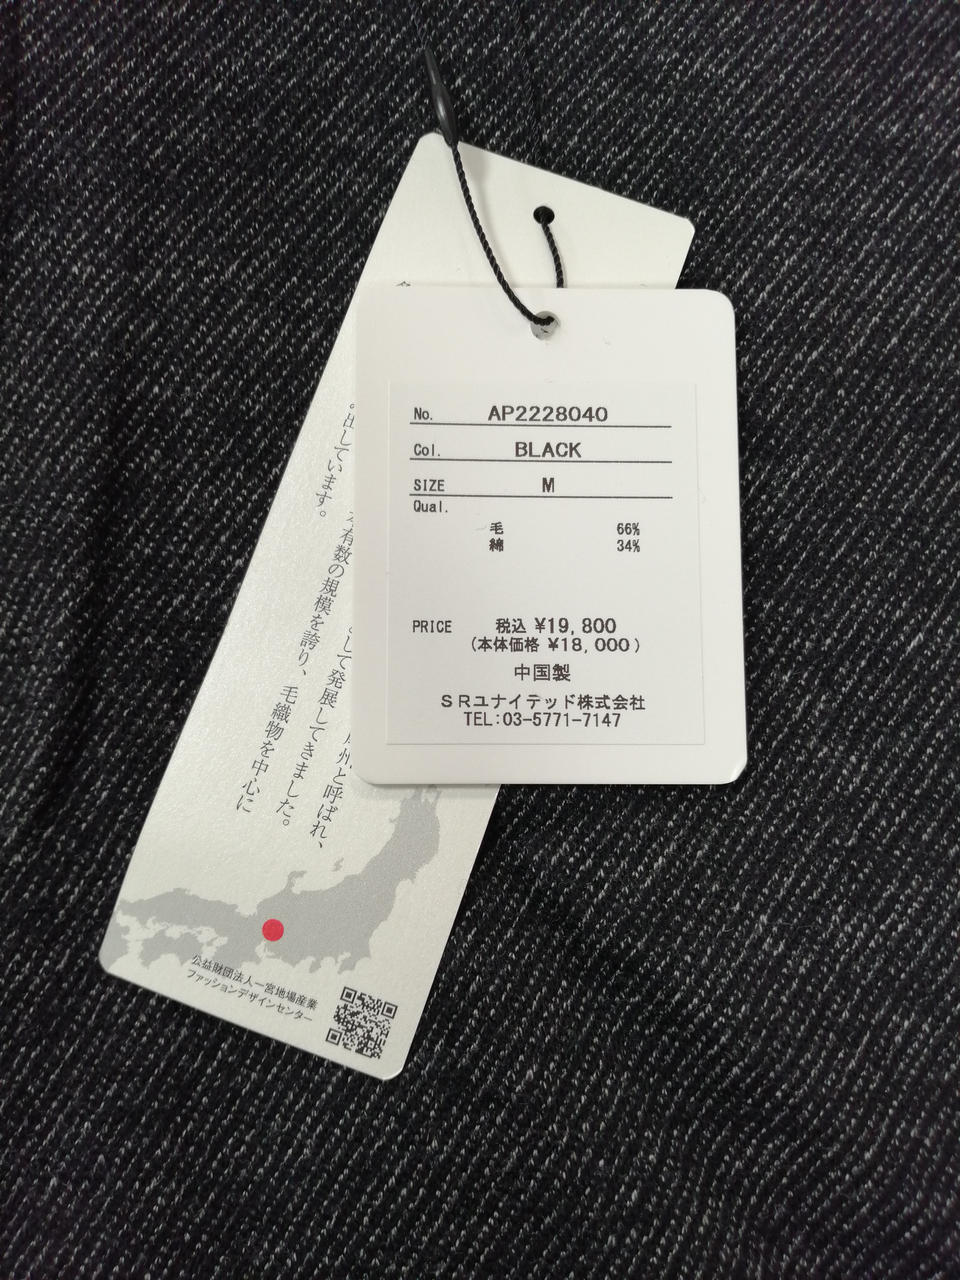 No. AP2228040
Col. BLACK
SIZE M
Qual.
毛 66%
綿 34%
PRICE 税込 ¥19,800
(本体価格 ¥18,000)
中国製
SRユナイテッド株式会社
TEL:03-5771-7147
州と呼ばれ、
して発展してきました。
有数の規模を誇り、毛織物を中心に
出しています。
公益財団法人一宮地場産業
ファッションデザインセンター